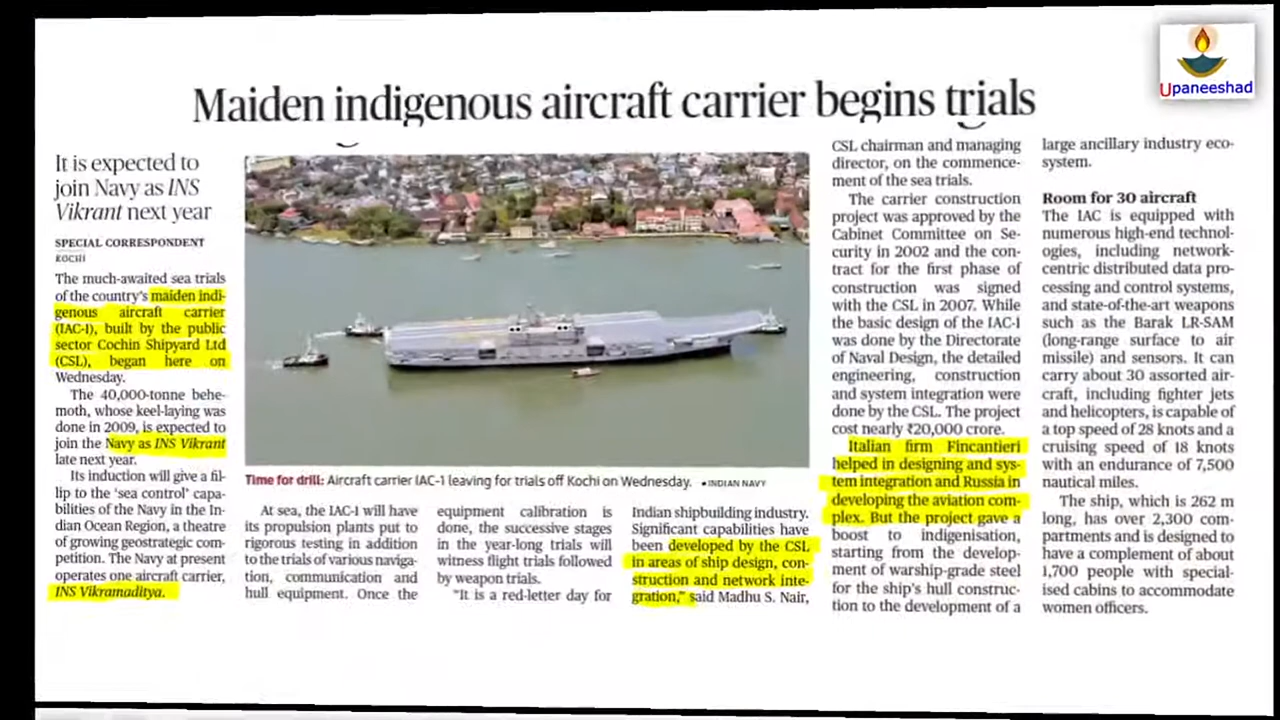 Upaneeshad
Maiden indigenous aircraft carrier begins trials
It is expected to
join Navy as INS
Vikrant next year
SPECIAL CORRESPONDENT
KOCHI
The much-awaited sea trials
of the country's maiden indi-
genous aircraft carrier
(IAC-I), built by the public
sector Cochin Shipyard Ltd
(CSL), began here on
Wednesday.
The 40,000-tonne behe-
moth, whose keel-laying was
done in 2009, is expected to
join the Navy as INS Vikrant
late next year.
Its induction will give a fil-
lip to the 'sea control' capa-
bilities of the Navy in the In-
dian Ocean Region, a theatre
of growing geostrategic com-
petition. The Navy at present
operates one aircraft carrier,
INS Vikramaditya.
Time for drill: Aircraft carrier IAC-1 leaving for trials off Kochi on Wednesday. • INDIAN NAVY
At sea, the IAC-I will have
its propulsion plants put to
rigorous testing in addition
to the trials of various naviga-
tion, communication and
hull equipment. Once the
equipment calibration is
done, the successive stages
in the year-long trials will
witness flight trials followed
by weapon trials.
"It is a red-letter day for
Indian shipbuilding industry.
Significant capabilities have
been developed by the CSL
in areas of ship design, con-
struction and network inte-
gration," said Madhu S. Nair,
CSL chairman and managing
director, on the commence-
ment of the sea trials.
The carrier construction
project was approved by the
Cabinet Committee on Se-
curity in 2002 and the con-
tract for the first phase of
construction was signed
with the CSL in 2007. While
the basic design of the IAC-I
was done by the Directorate
of Naval Design, the detailed
engineering, construction
and system integration were
done by the CSL. The project
cost nearly ₹20,000 crore.
Italian firm Fincantieri
helped in designing and sys-
tem integration and Russia in
developing the aviation com-
plex. But the project gave a
boost to indigenisation,
starting from the develop-
ment of warship-grade steel
for the ship's hull construc-
tion to the development of a
large ancillary industry eco-
system.
Room for 30 aircraft
The IAC is equipped with
numerous high-end technol-
ogies, including network-
centric distributed data pro-
cessing and control systems,
and state-of-the-art weapons
such as the Barak LR-SAM
(long-range surface to air
missile) and sensors. It can
carry about 30 assorted air-
craft, including fighter jets
and helicopters, is capable of
a top speed of 28 knots and a
cruising speed of 18 knots
with an endurance of 7,500
nautical miles.
The ship, which is 262 m
long, has over 2,300 com-
partments and is designed to
have a complement of about
1,700 people with special-
ised cabins to accommodate
women officers.